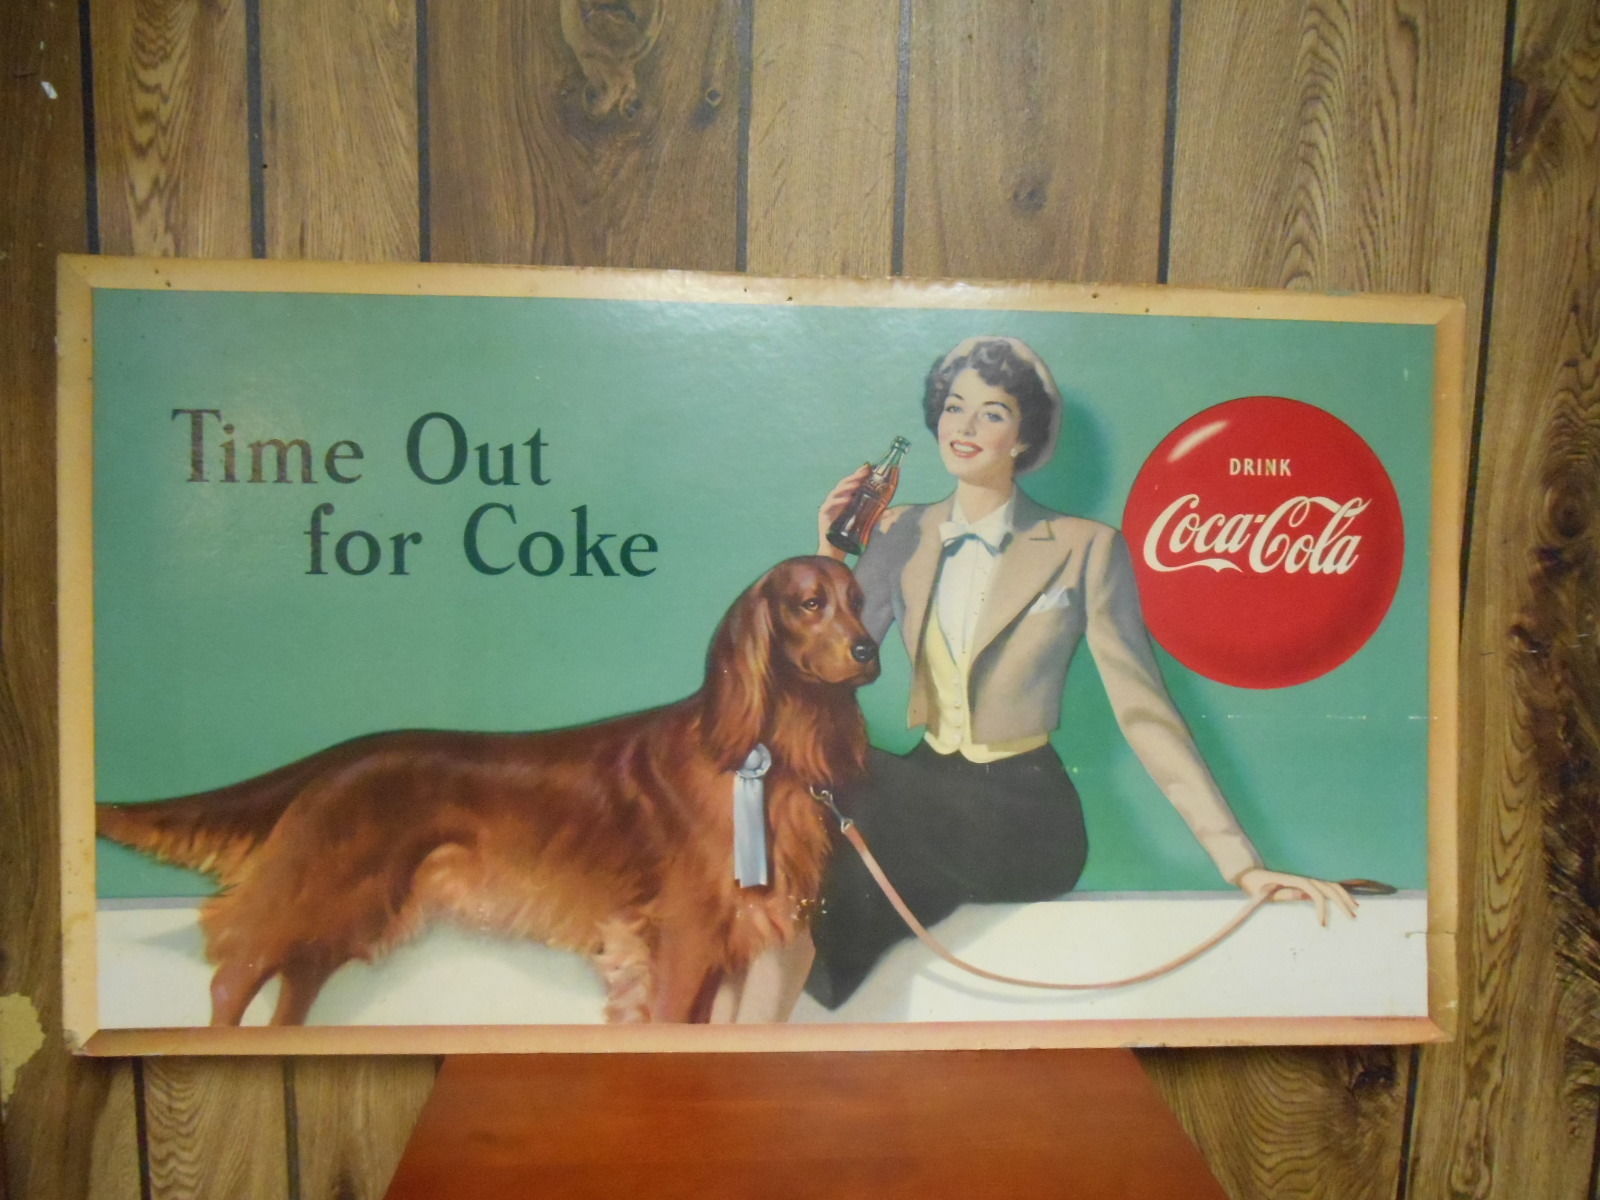 Time Out
for Coke
DRINK
Coca-Cola